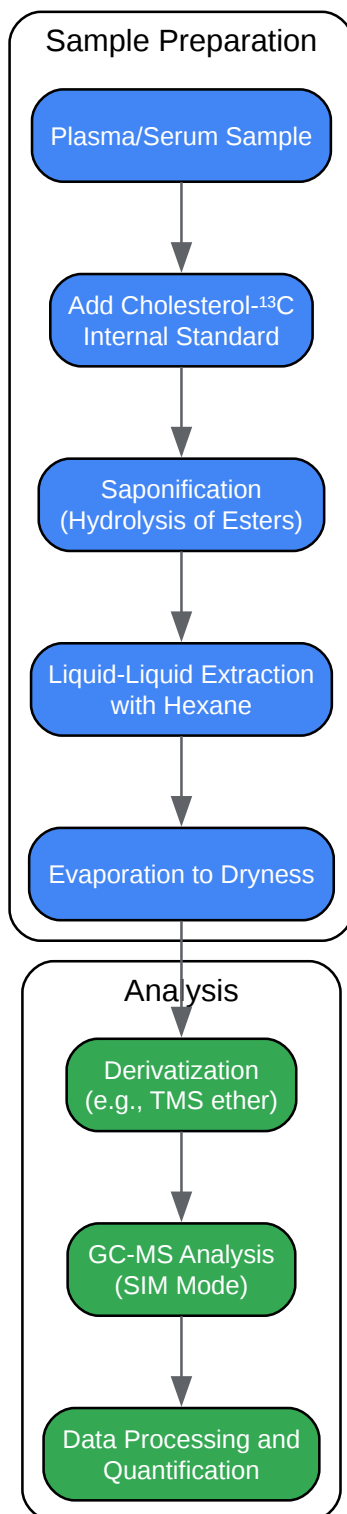 Sample Preparation
Plasma/Serum Sample
Add Cholesterol-¹³C
Internal Standard
Saponification
(Hydrolysis of Esters)
Liquid-Liquid Extraction
with Hexane
Evaporation to Dryness
Analysis
Derivatization
(e.g., TMS ether)
GC-MS Analysis
(SIM Mode)
Data Processing and
Quantification